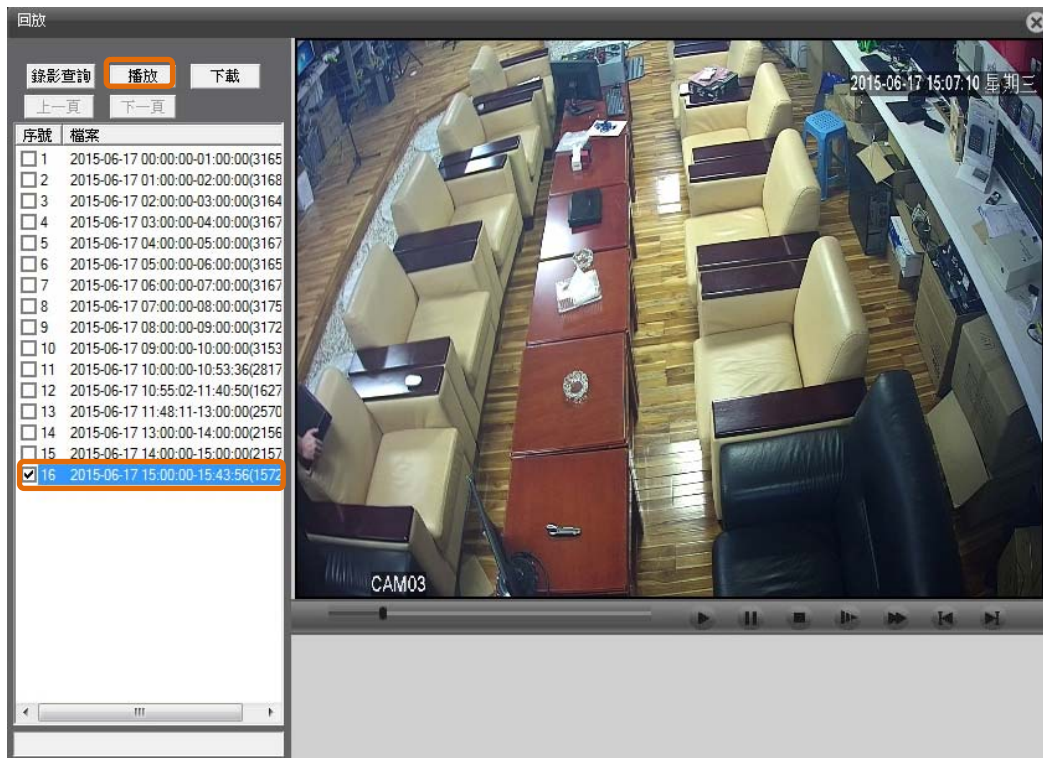 回放
錄影查詢 播放 下載
上一頁 下一頁
序號 檔案
1 2015-06-17 00:00:00-01:00:00(3165
2 2015-06-17 01:00:00-02:00:00(3168
3 2015-06-17 02:00:00-03:00:00(3164
4 2015-06-17 03:00:00-04:00:00(3167
5 2015-06-17 04:00:00-05:00:00(3167
6 2015-06-17 05:00:00-06:00:00(3165
7 2015-06-17 06:00:00-07:00:00(3167
8 2015-06-17 07:00:00-08:00:00(3175
9 2015-06-17 08:00:00-09:00:00(3172
10 2015-06-17 09:00:00-10:00:00(3153
11 2015-06-17 10:00:00-10:53:36(2817
12 2015-06-17 10:55:02-11:40:50(1627
13 2015-06-17 11:48:11-13:00:00(2570
14 2015-06-17 13:00:00-14:00:00(2156
15 2015-06-17 14:00:00-15:00:00(2157
16 2015-06-17 15:00:00-15:43:56(1572
2015-06-17 15:07:10 星期三
CAM03